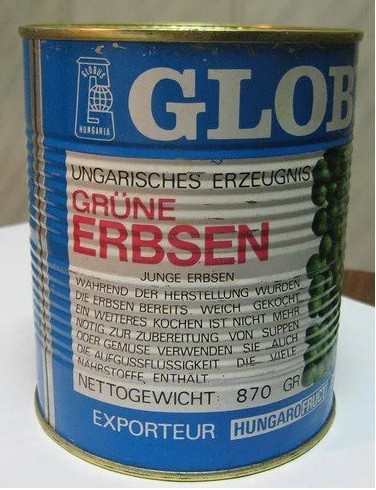 GLOBUS
HUNGARIA
GLOB
UNGARISCHES ERZEUGNIS
GRÜNE
ERBSEN
JUNGE ERBSEN
WÄHREND DER HERSTELLUNG WURDEN
DIE ERBSEN BEREITS WEICH GEKOCHT
EIN WEITERES KOCHEN IST NICHT MEHR
NÖTIG ZUR ZUBEREITUNG VON SUPPEN
ODER GEMÜSE VERWENDEN SIE AUCH
DIE AUFGUSSFLÜSSIGKEIT, DIE VIELE
NÄHRSTOFFE ENTHÄLT.
NETTOGEWICHT: 870 GR
EXPORTEUR HUNGAROFRUCT